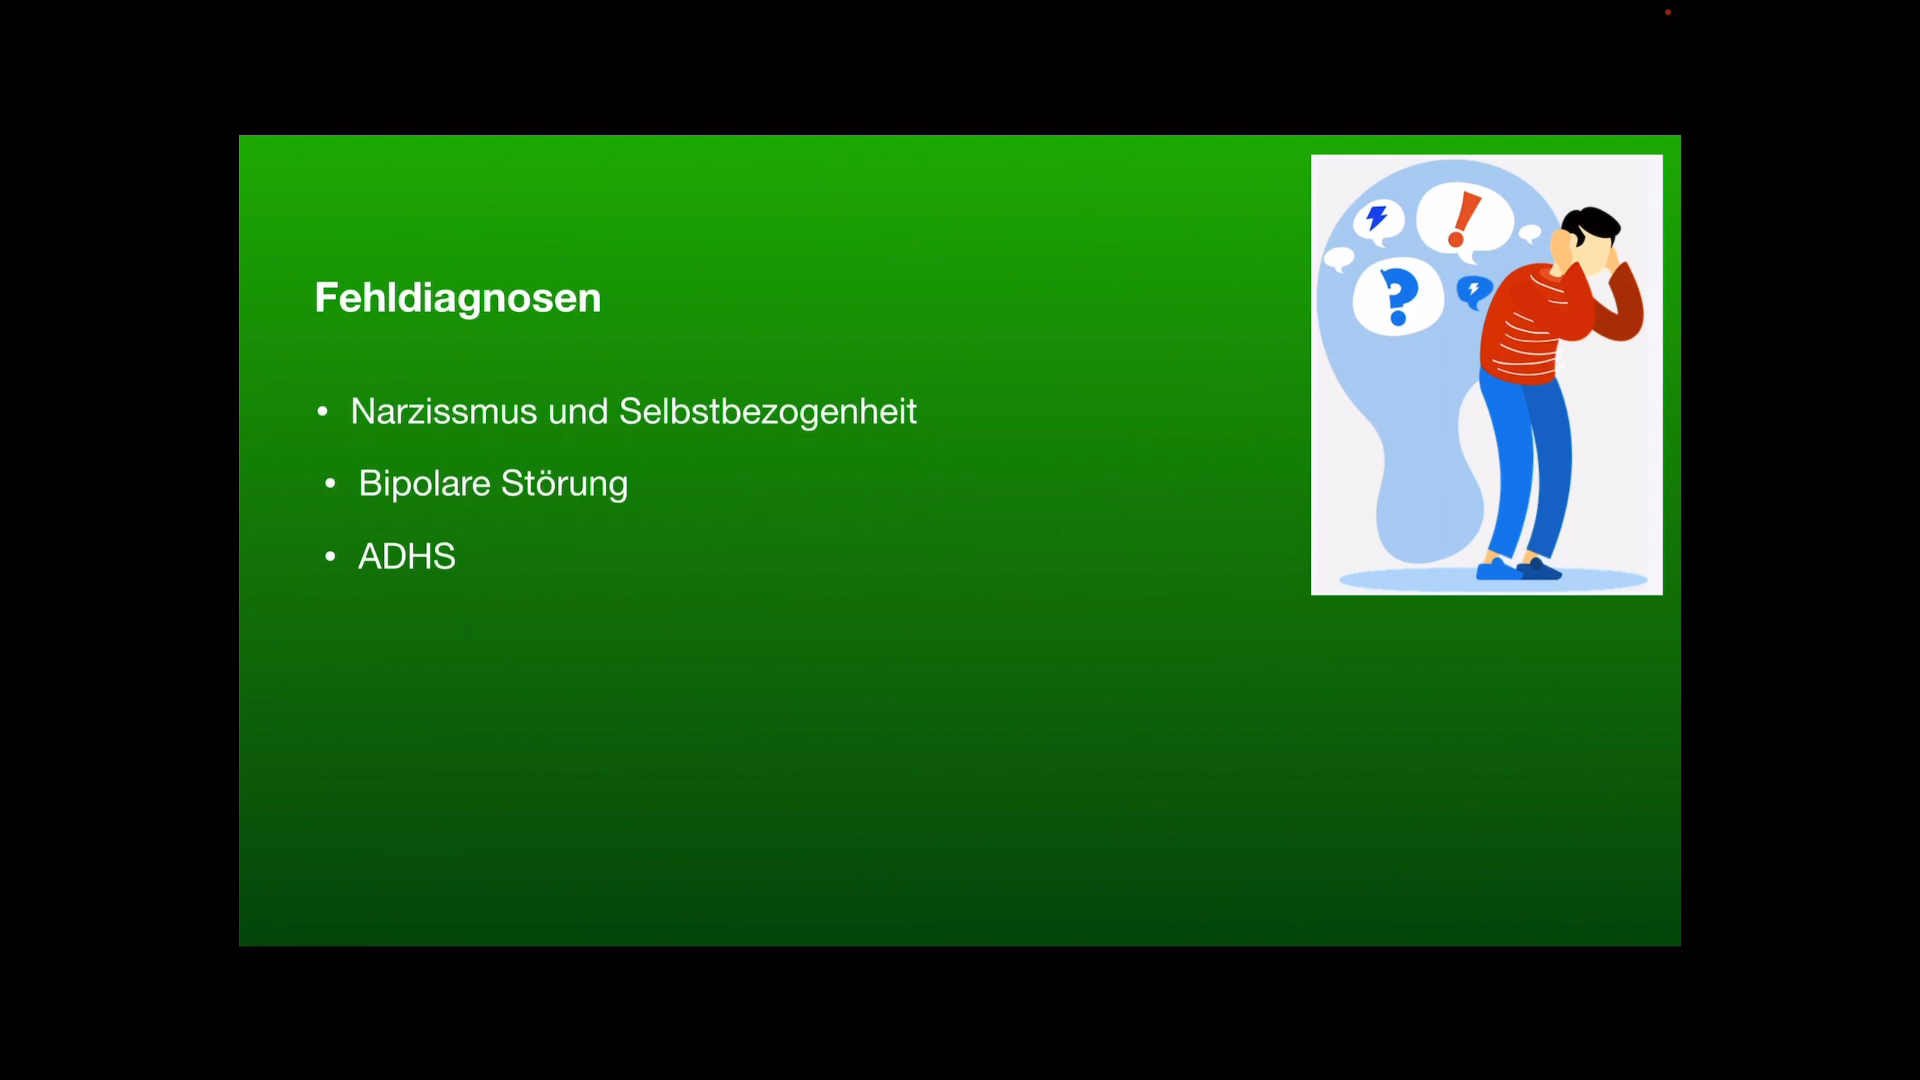 Fehldiagnosen
• Narzissmus und Selbstbezogenheit
• Bipolare Störung
• ADHS